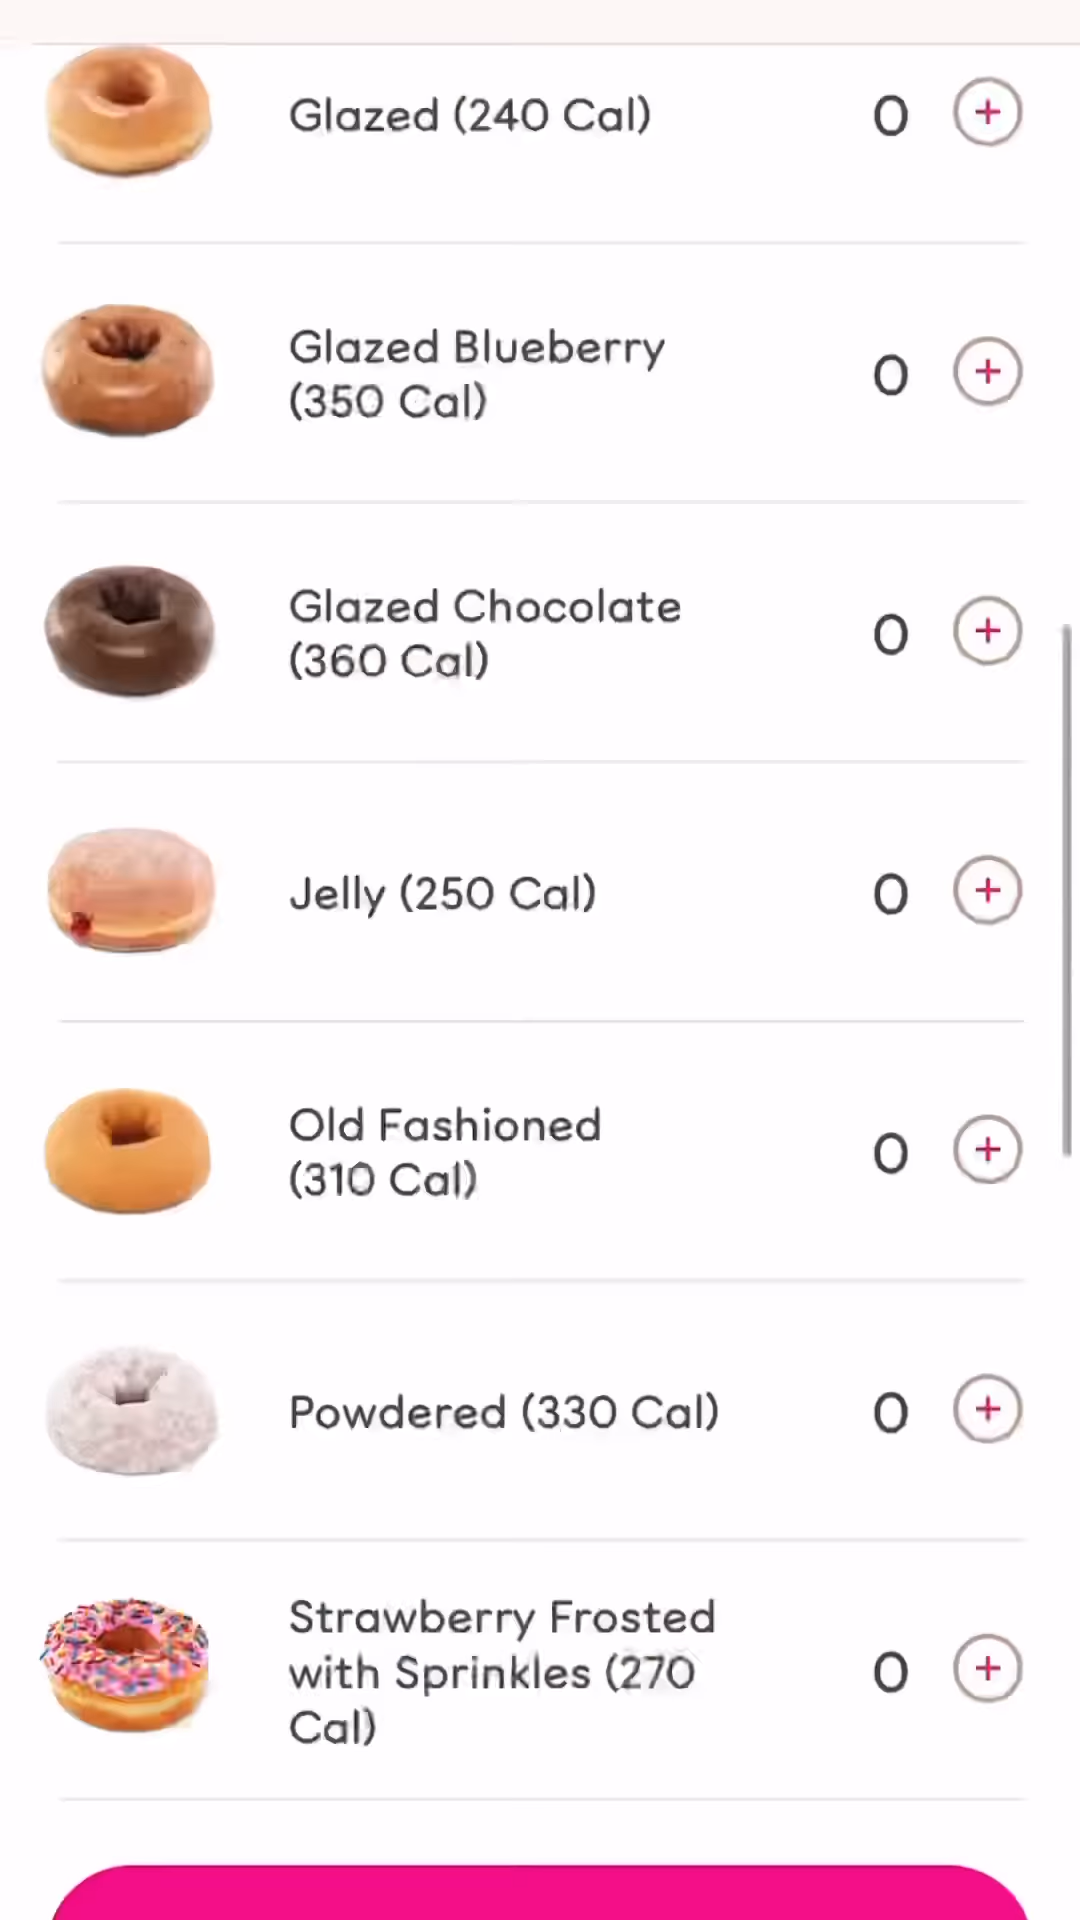 Glazed (240 Cal) 0 +
Glazed Blueberry
(350 Cal) 0 +
Glazed Chocolate
(360 Cal) 0 +
Jelly (250 Cal) 0 +
Old Fashioned
(310 Cal) 0 +
Powdered (330 Cal) 0 +
Strawberry Frosted
with Sprinkles (270 0 +
Cal)